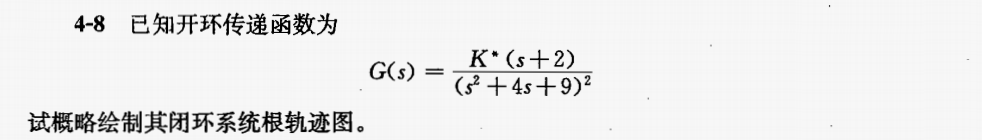 4-8 已知开环传递函数为
G(s) = K*(s+2) / (s²+4s+9)²
试概略绘制其闭环系统根轨迹图。